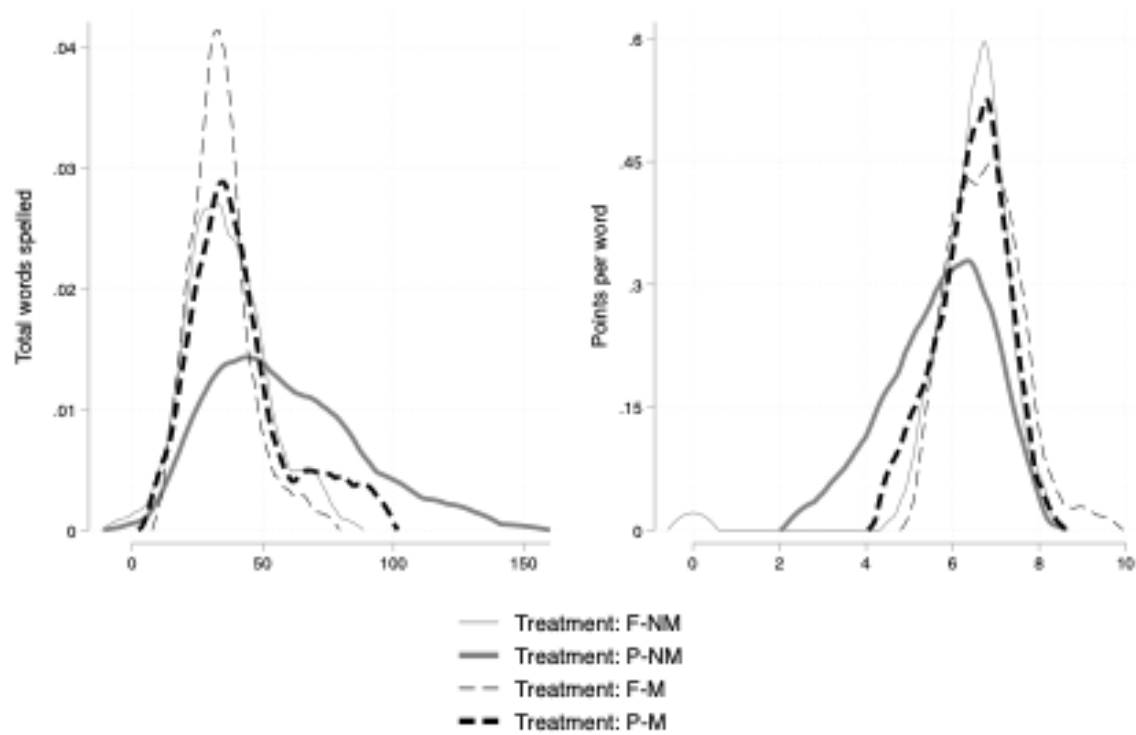 Total words spelled
.04
.03
.02
.01
0
0 50 100 150
Points per word
.6
.45
.3
.15
0
0 2 4 6 8 10
Treatment: F-NM
Treatment: P-NM
Treatment: F-M
Treatment: P-M